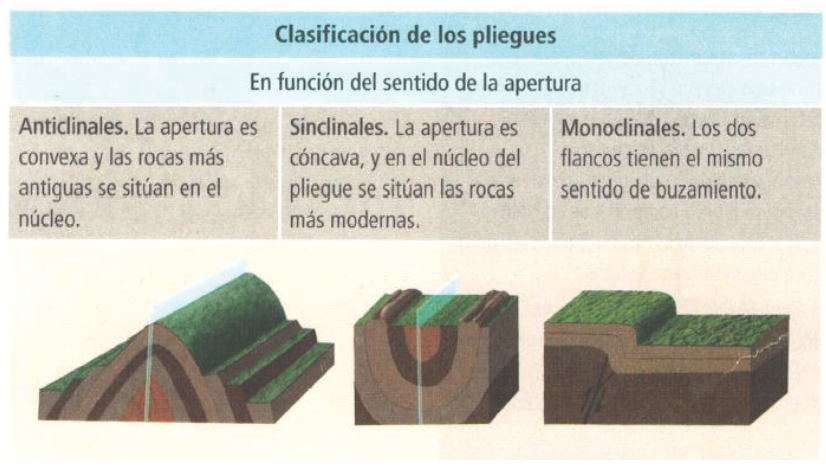 Clasificación de los pliegues
En función del sentido de la apertura
Anticlinales. La apertura es
convexa y las rocas más
antiguas se sitúan en el
núcleo.
Sinclinales. La apertura es
cóncava, y en el núcleo del
pliegue se sitúan las rocas
más modernas.
Monoclinales. Los dos
flancos tienen el mismo
sentido de buzamiento.